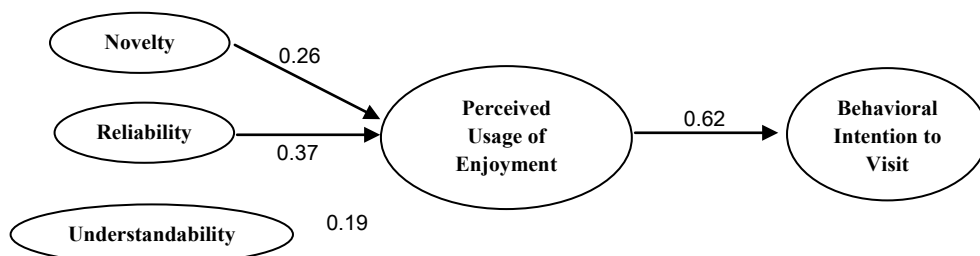 Novelty
0.26
Reliability
0.37
Understandability
0.19
Perceived
Usage of
Enjoyment
0.62
Behavioral
Intention to
Visit